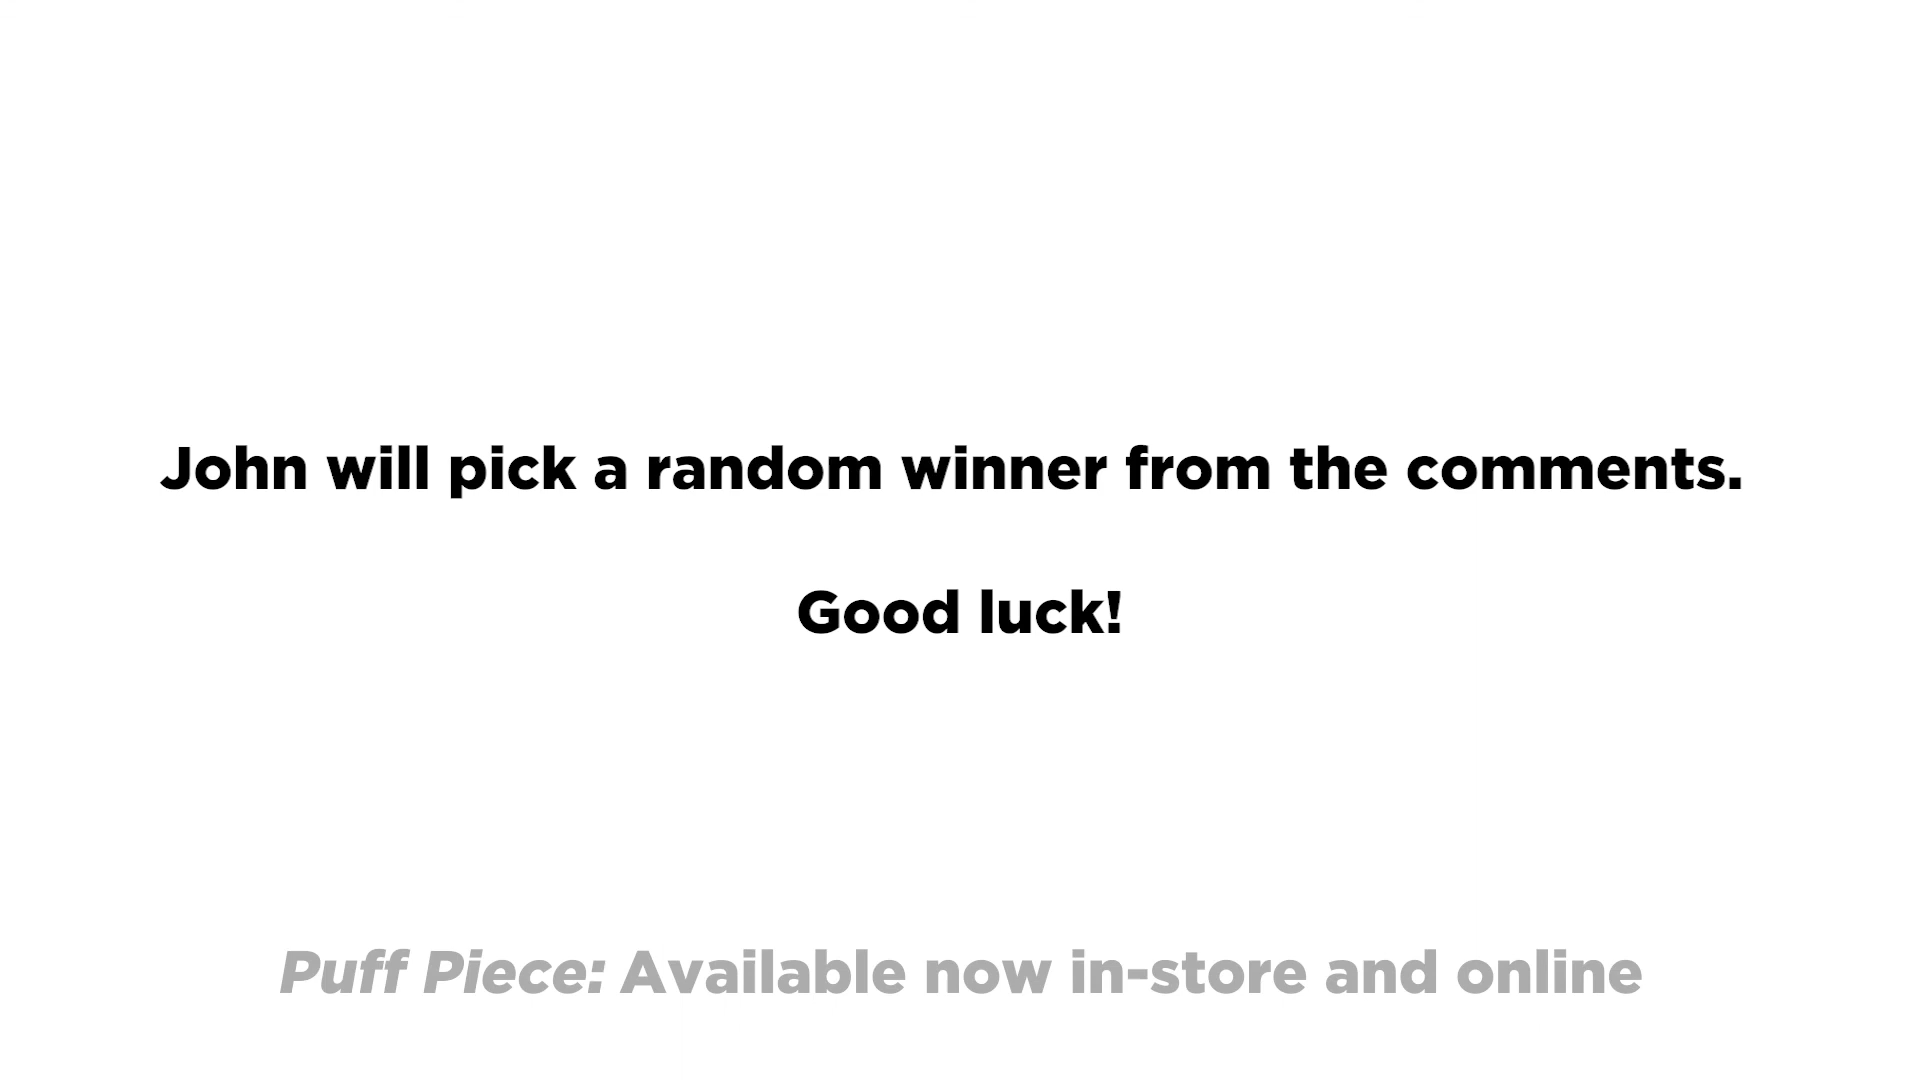 John will pick a random winner from the comments.
Good luck!
Puff Piece: Available now in-store and online